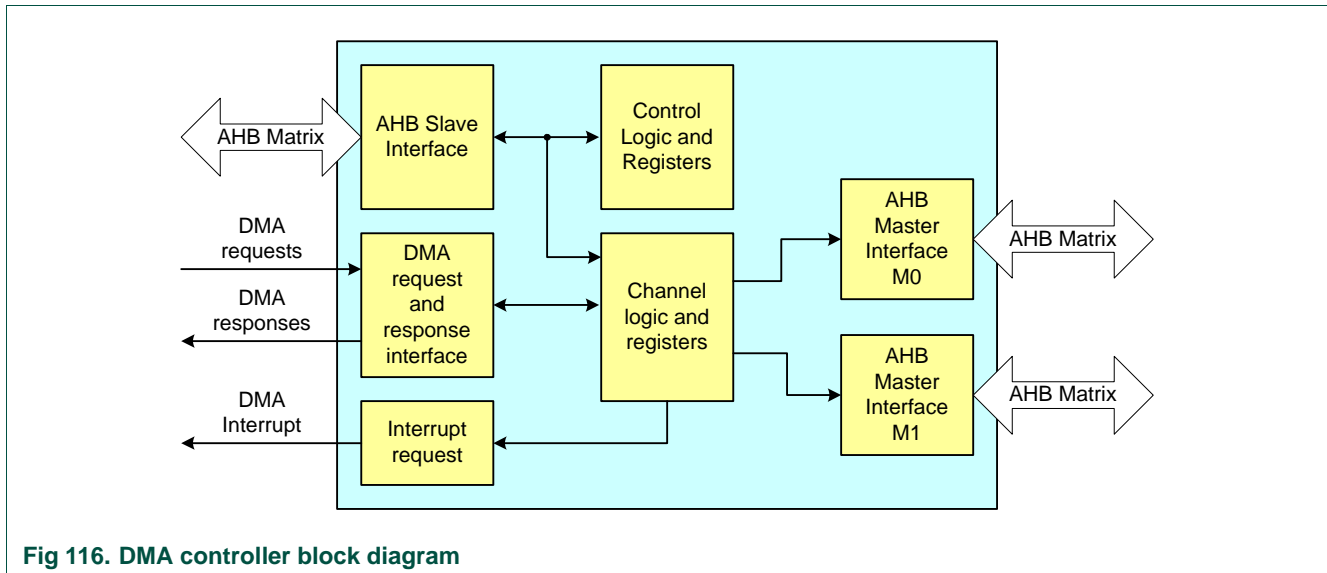 AHB Matrix
AHB Slave
Interface
Control
Logic and
Registers
DMA
requests
DMA
responses
DMA
request
and
response
interface
Channel
logic and
registers
AHB
Master
Interface
M0
AHB Matrix
AHB
Master
Interface
M1
AHB Matrix
DMA
Interrupt
Interrupt
request
Fig 116. DMA controller block diagram